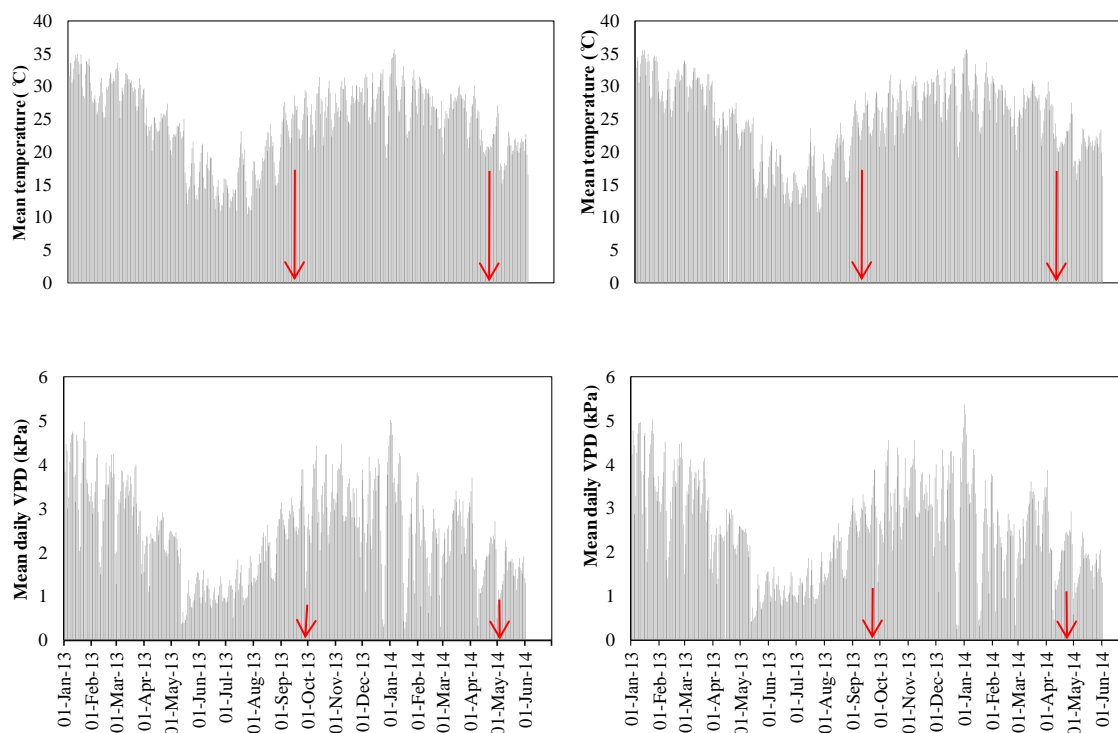 Mean temperature ( ℃)
40
35
30
25
20
15
10
5
0
Mean temperature ( ℃)
40
35
30
25
20
15
10
5
0
Mean daily VPD (kPa)
6
5
4
3
2
1
0
01-Jan-13
01-Feb-13
01-Mar-13
01-Apr-13
01-May-13
01-Jun-13
01-Jul-13
01-Aug-13
01-Sep-13
01-Oct-13
01-Nov-13
01-Dec-13
01-Jan-14
01-Feb-14
01-Mar-14
01-Apr-14
01-May-14
01-Jun-14
Mean daily VPD (kPa)
6
5
4
3
2
1
0
01-Jan-13
01-Feb-13
01-Mar-13
01-Apr-13
01-May-13
01-Jun-13
01-Jul-13
01-Aug-13
01-Sep-13
01-Oct-13
01-Nov-13
01-Dec-13
01-Jan-14
01-Feb-14
01-Mar-14
01-Apr-14
01-May-14
01-Jun-14